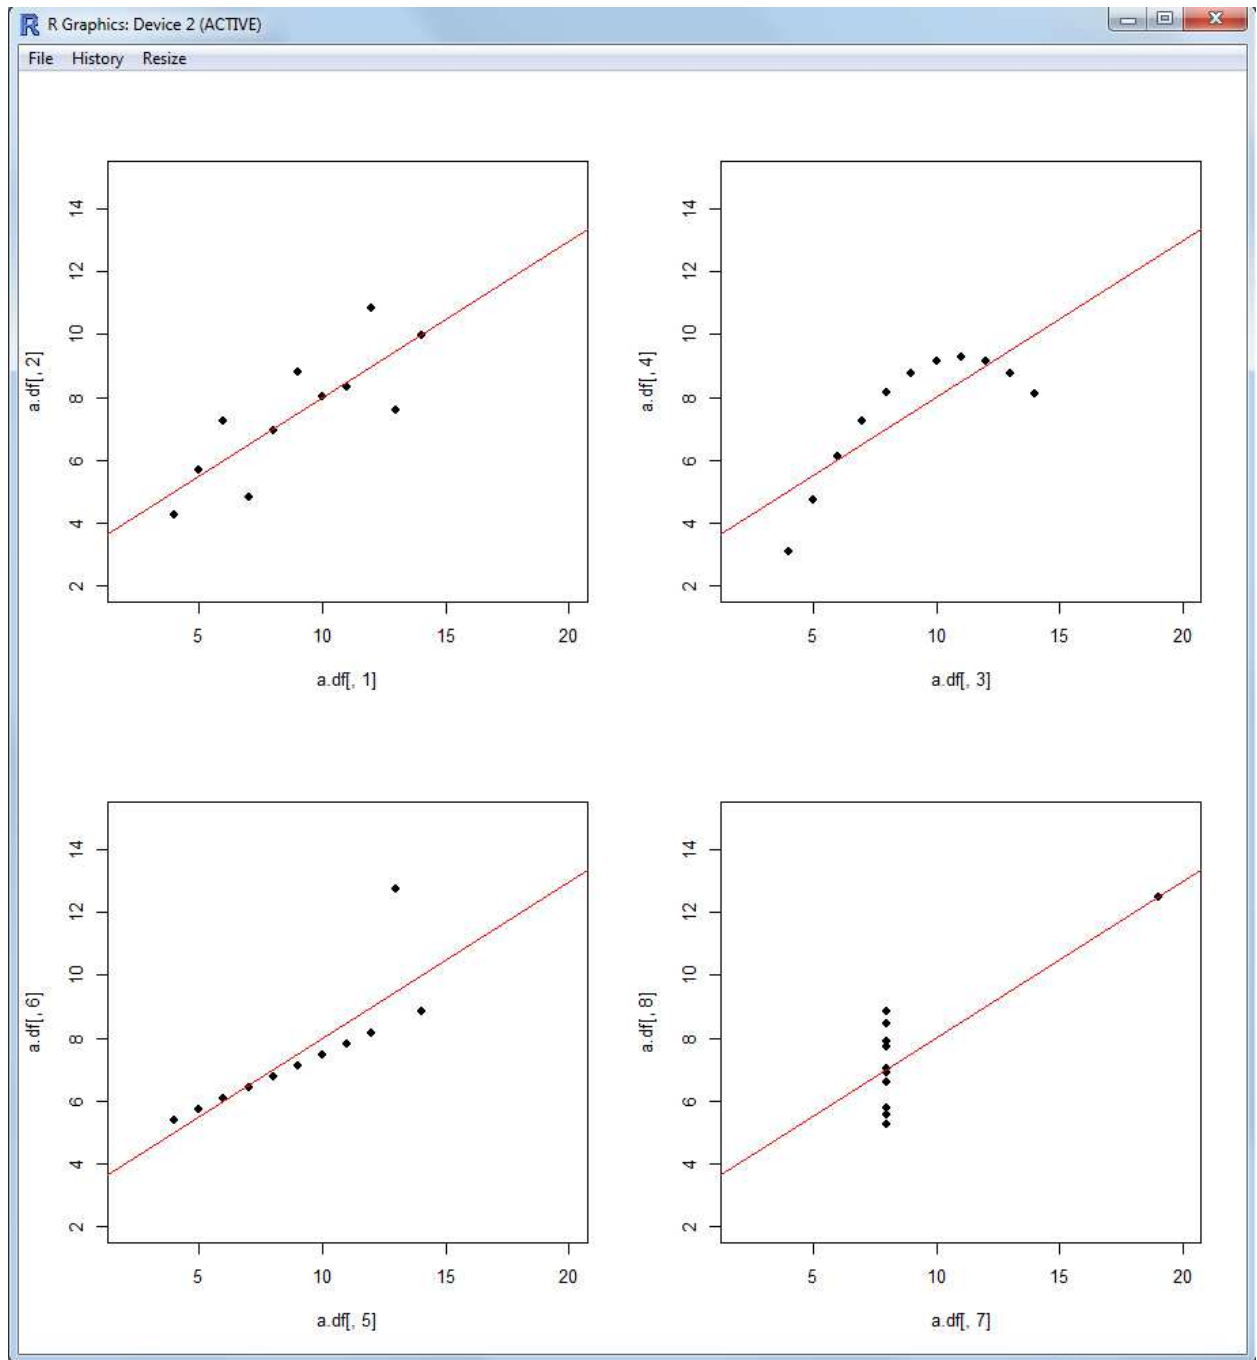 R Graphics: Device 2 (ACTIVE)
File History Resize
14
12
10
8
6
4
2
a.df[, 2]
5 10 15 20
a.df[, 1]
14
12
10
8
6
4
2
a.df[, 4]
5 10 15 20
a.df[, 3]
14
12
10
8
6
4
2
a.df[, 6]
5 10 15 20
a.df[, 5]
14
12
10
8
6
4
2
a.df[, 8]
5 10 15 20
a.df[, 7]